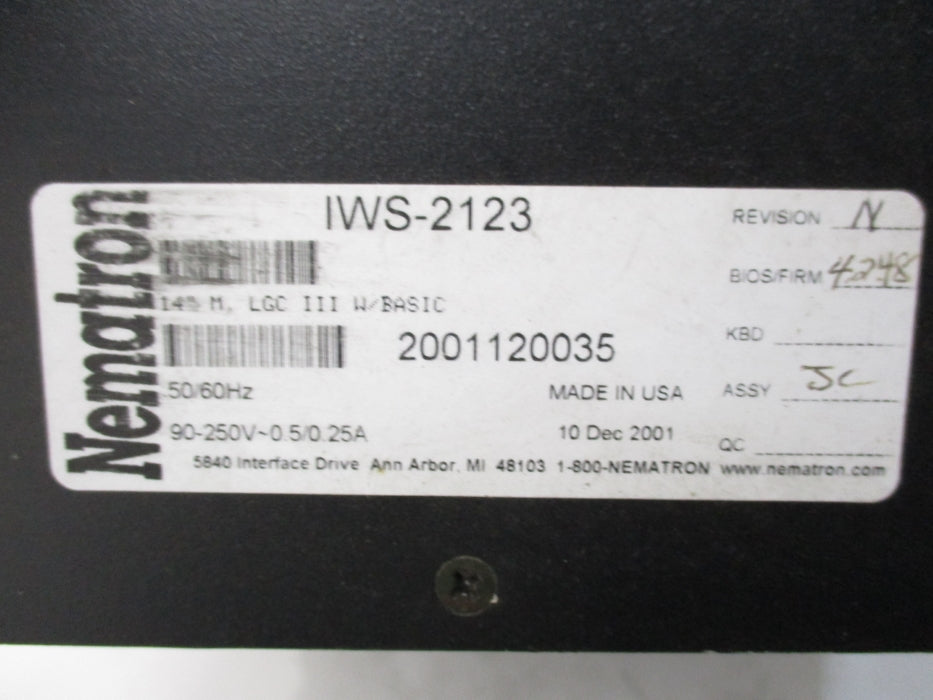 Nematron
IWS-2123
REVISION N
BIOS/FIRM 4248
M, LGC III W/BASIC
KBD
2001120035
50/60Hz
MADE IN USA
ASSY JC
90-250V~0.5/0.25A
10 Dec 2001
QC
5840 Interface Drive Ann Arbor, MI 48103 1-800-NEMATRON www.nematron.com